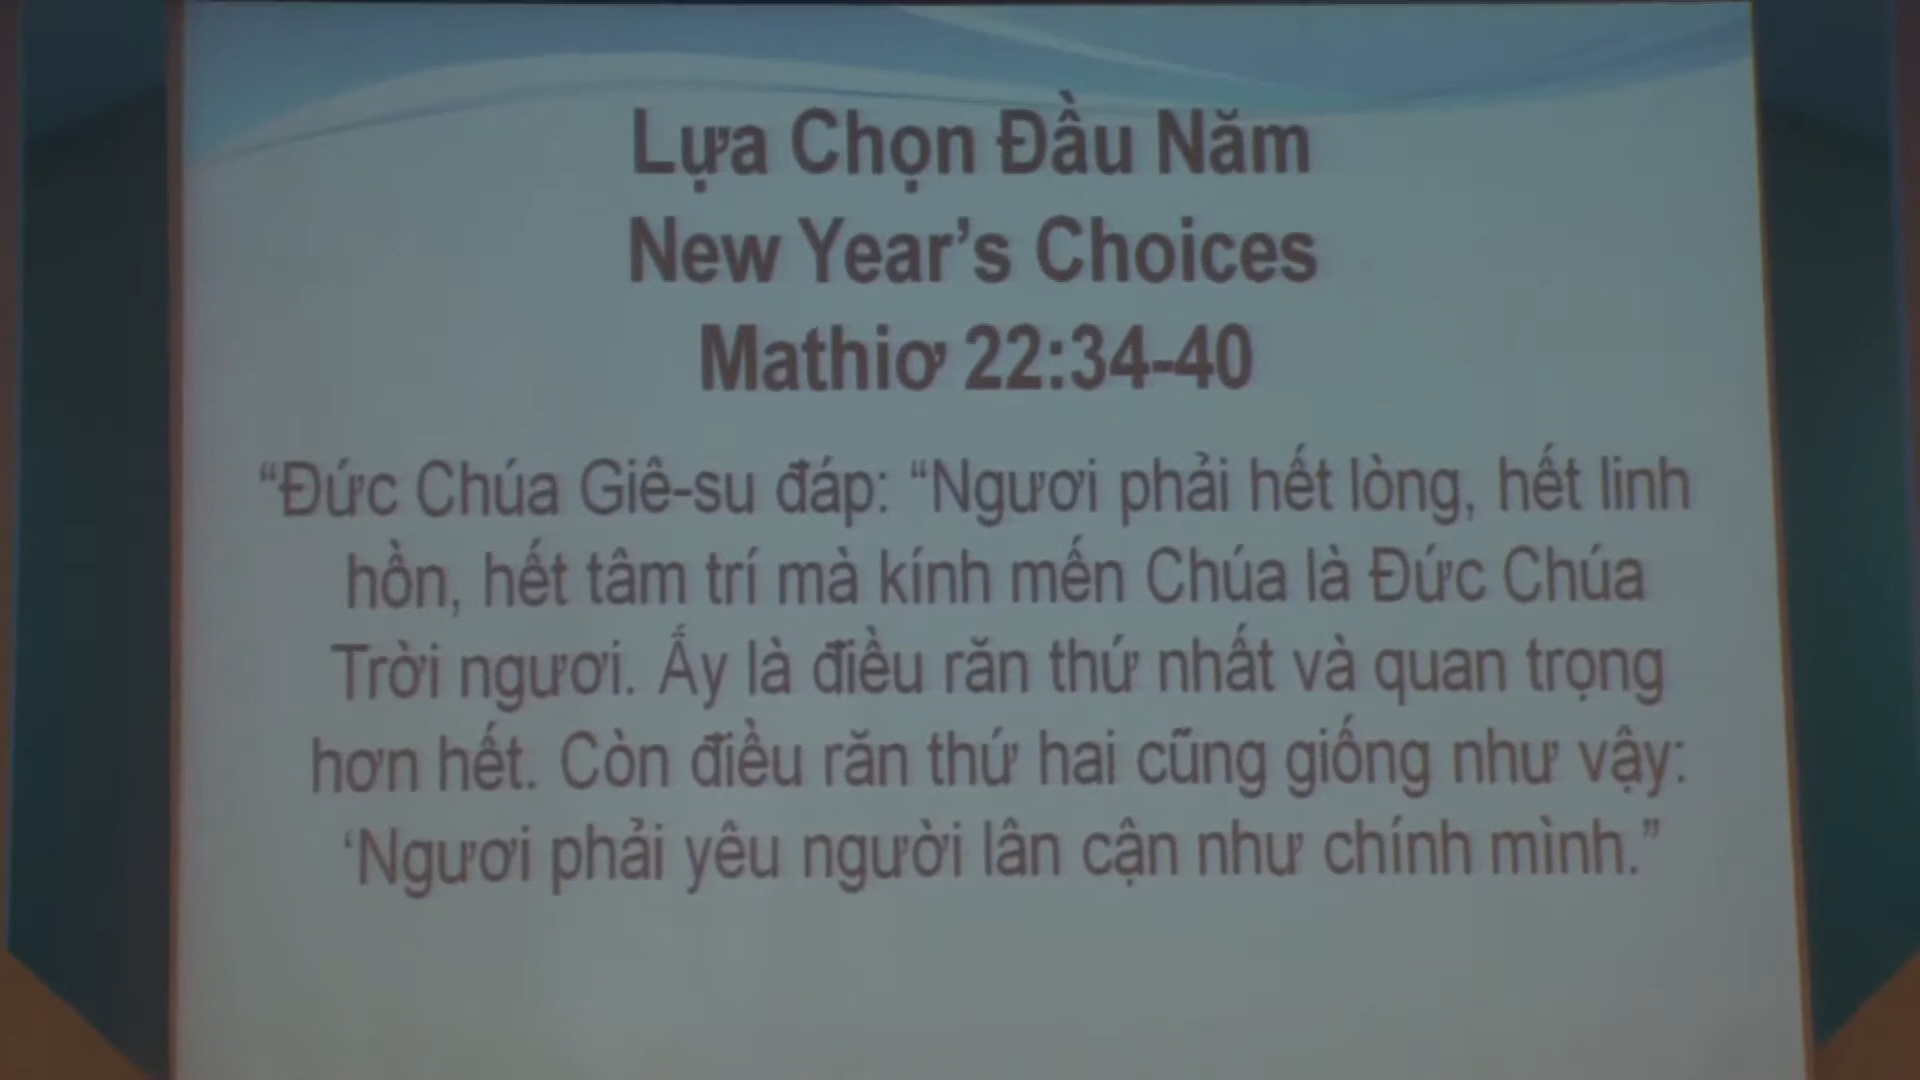 Lựa Chọn Đầu Năm
New Year’s Choices
Mathiơ 22:34-40
“Đức Chúa Giê-su đáp: “Ngươi phải hết lòng, hết linh
hồn, hết tâm trí mà kính mến Chúa là Đức Chúa
Trời ngươi. Ấy là điều răn thứ nhất và quan trọng
hơn hết. Còn điều răn thứ hai cũng giống như vậy:
‘Ngươi phải yêu người lân cận như chính mình.”